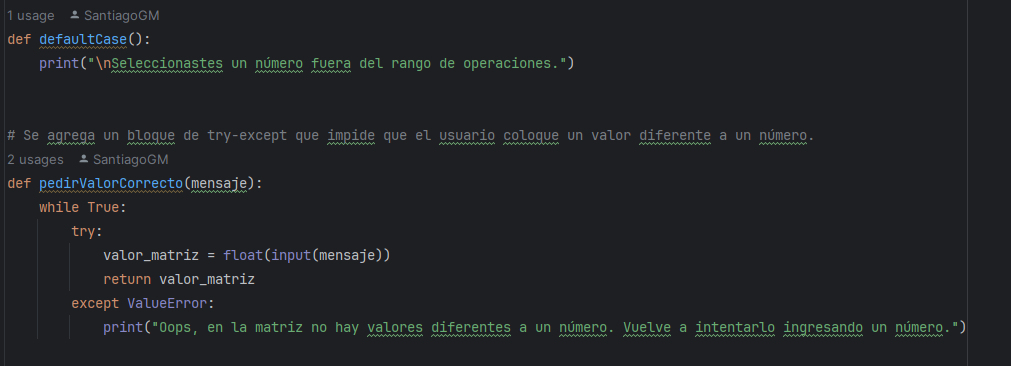 1 usage SantiagoGM
def defaultCase():
print("\nSeleccionastes un número fuera del rango de operaciones.")
# Se agrega un bloque de try-except que impide que el usuario coloque un valor diferente a un número.
2 usages SantiagoGM
def pedirValorCorrecto(mensaje):
while True:
try:
valor_matriz = float(input(mensaje))
return valor_matriz
except ValueError:
print("Oops, en la matriz no hay valores diferentes a un número. Vuelve a intentarlo ingresando un número.")